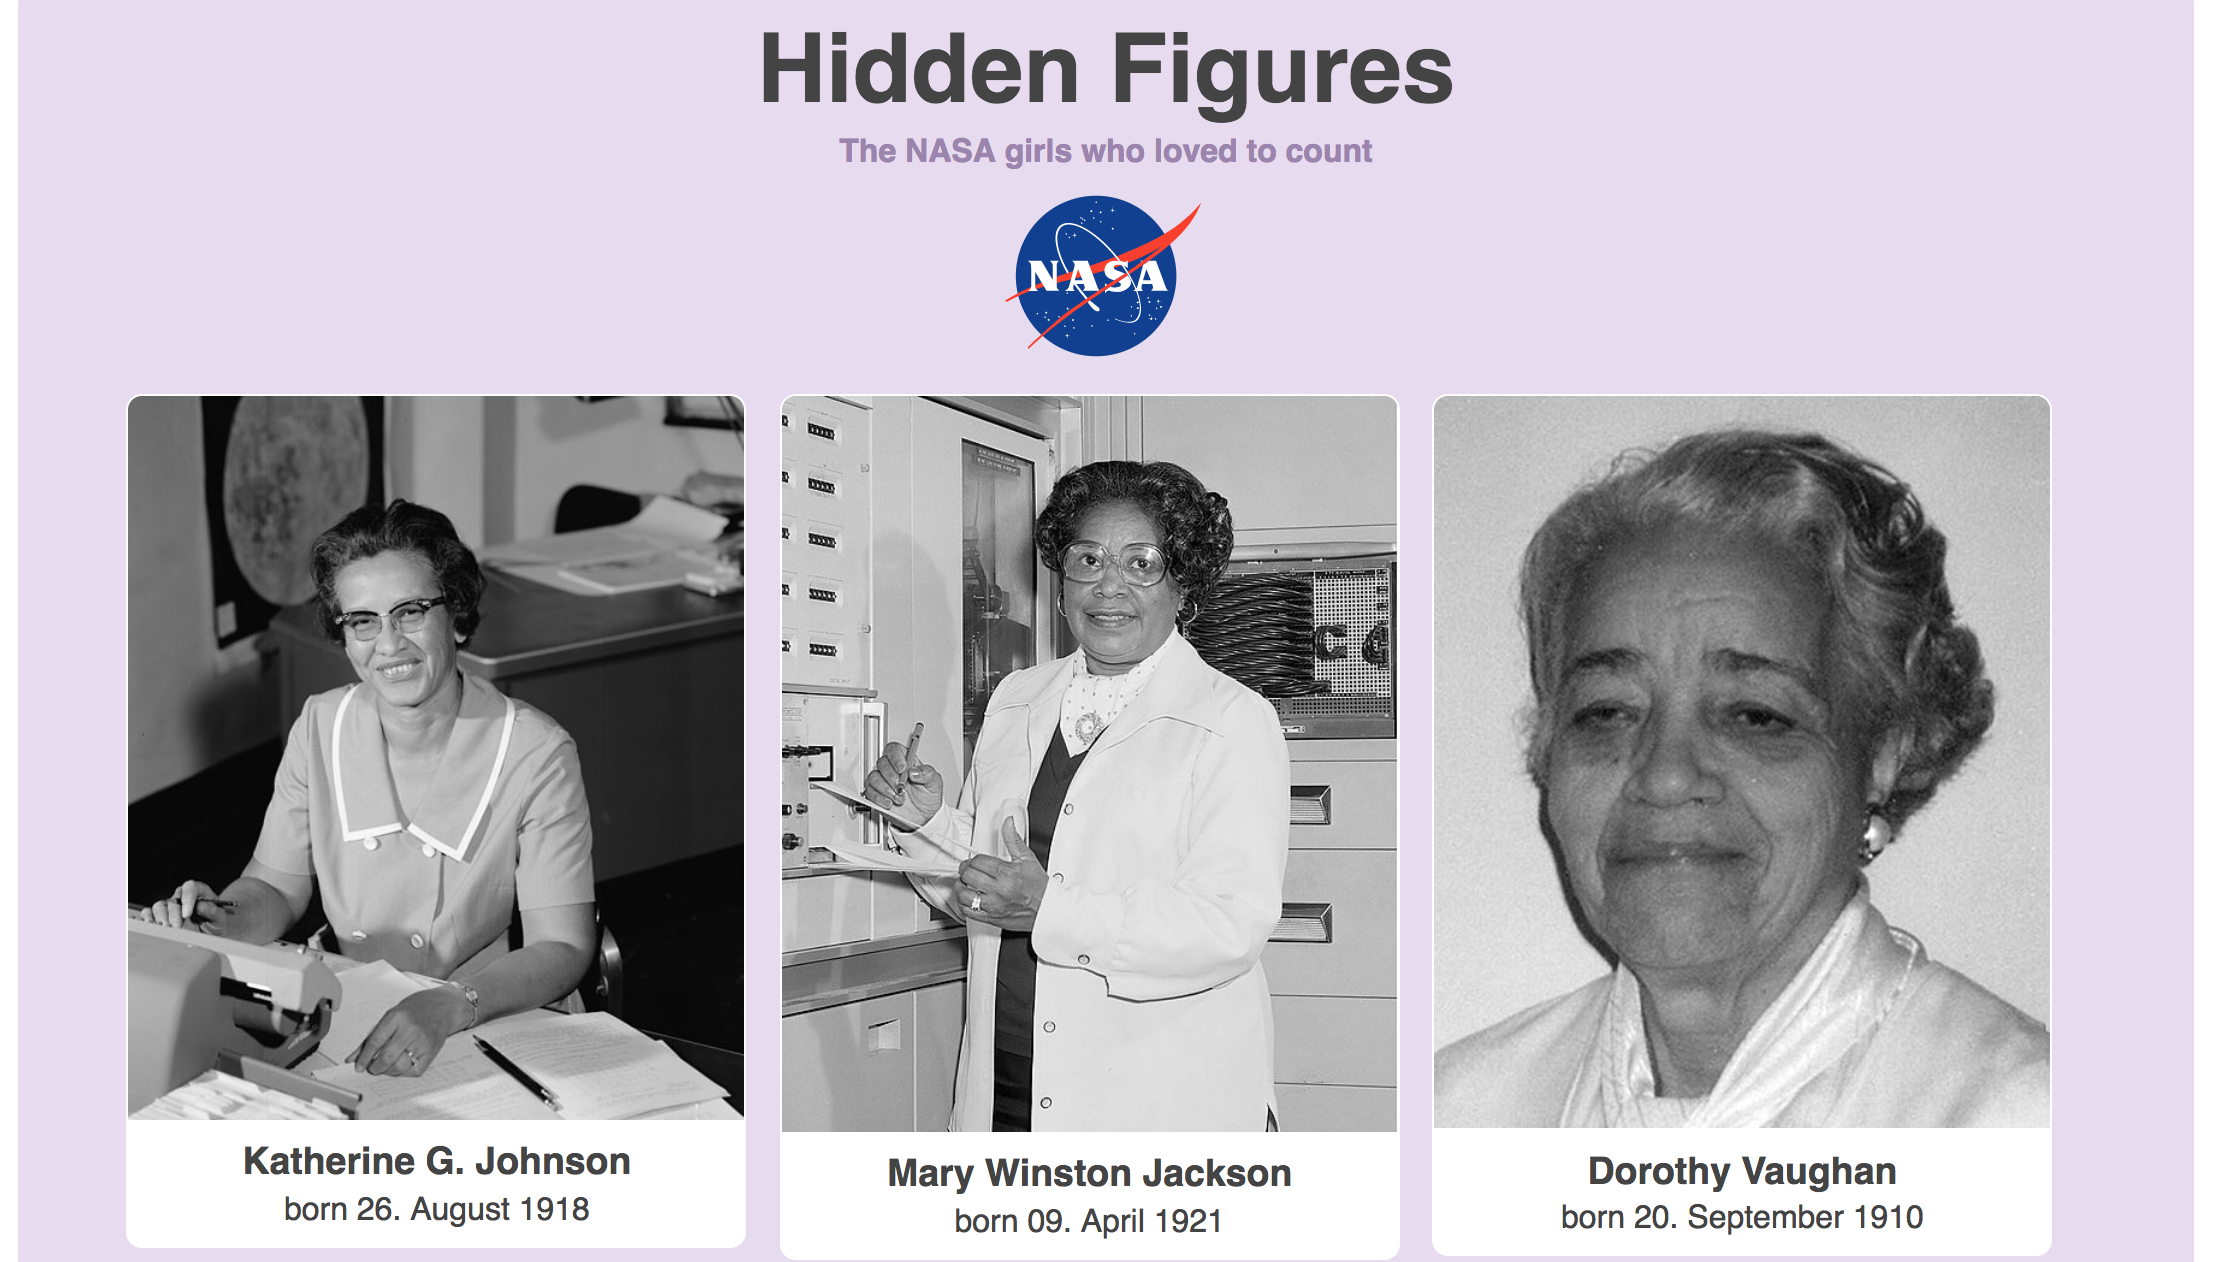 Hidden Figures
The NASA girls who loved to count
NASA
Katherine G. Johnson
born 26. August 1918
Mary Winston Jackson
born 09. April 1921
Dorothy Vaughan
born 20. September 1910